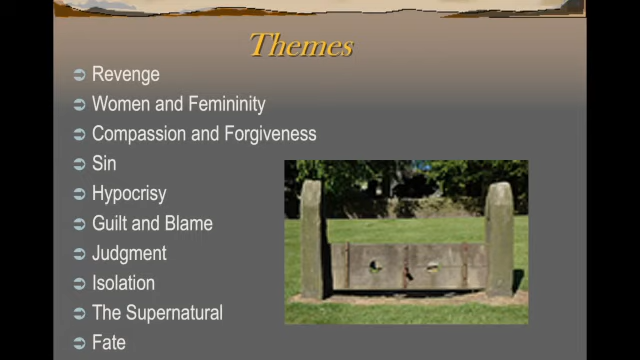 Themes
Revenge
Women and Femininity
Compassion and Forgiveness
Sin
Hypocrisy
Guilt and Blame
Judgment
Isolation
The Supernatural
Fate